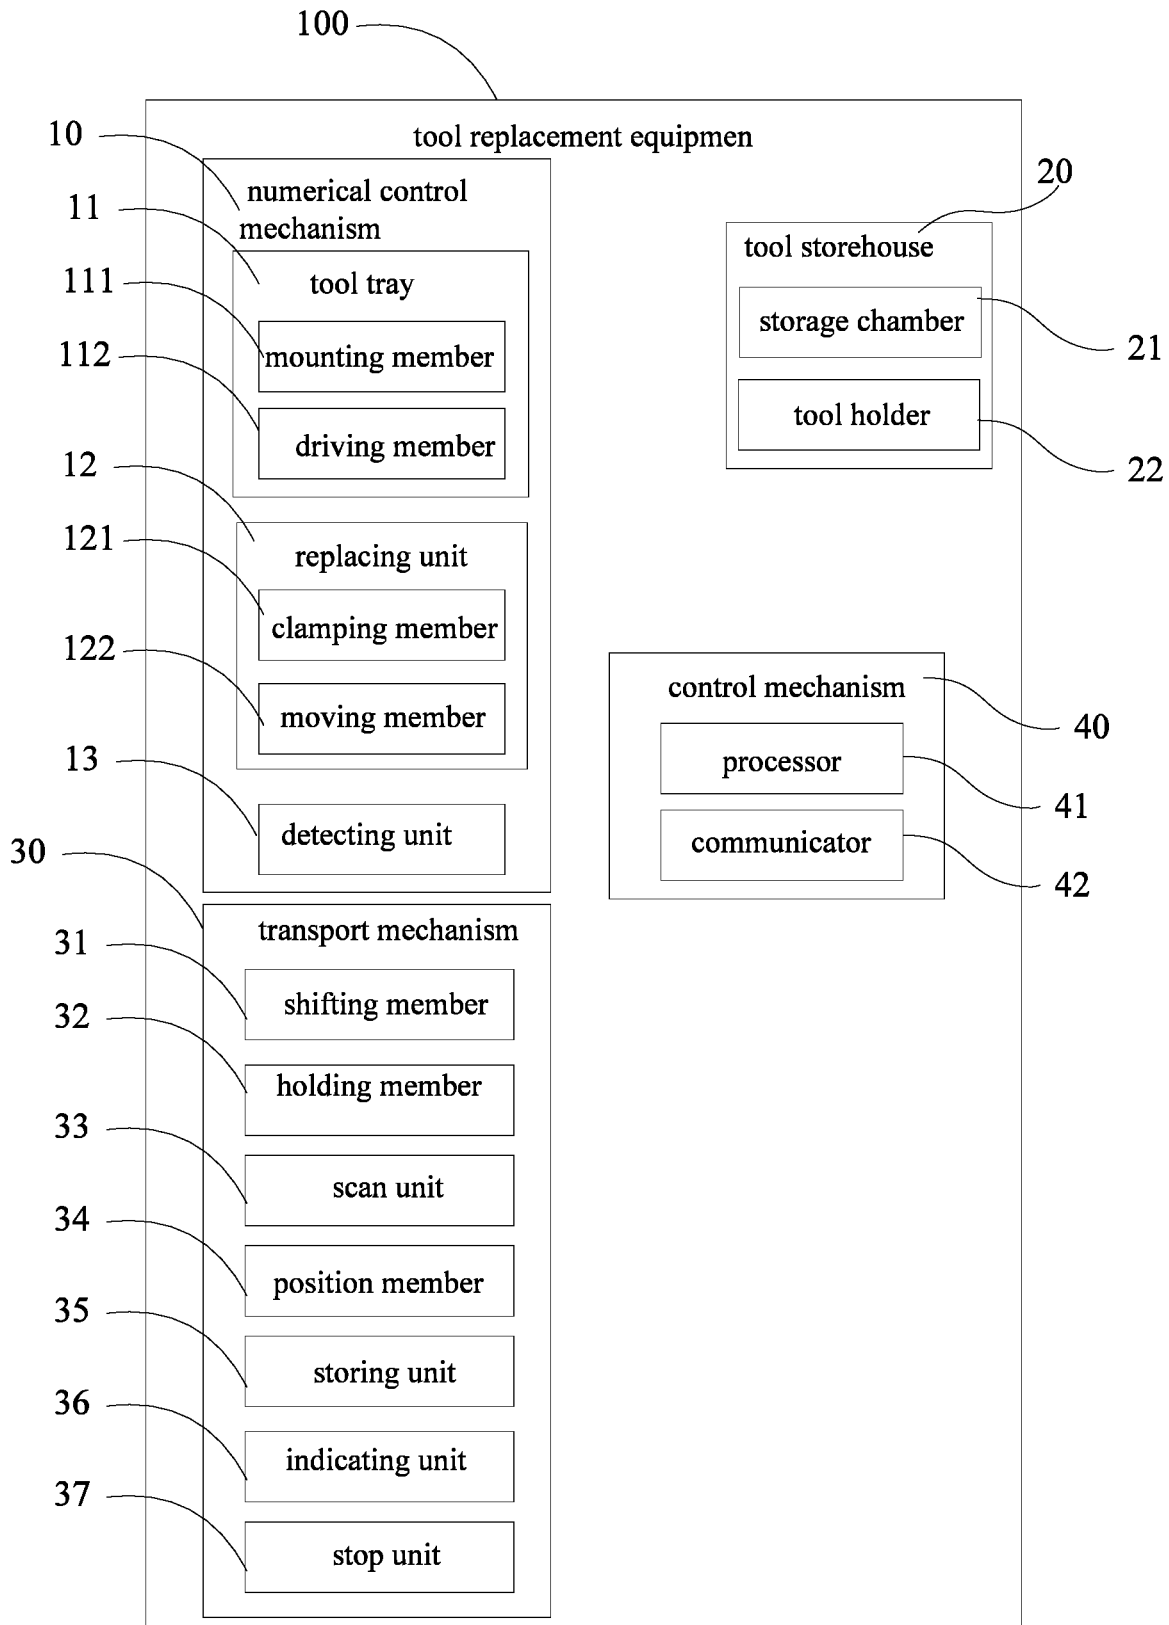 100
tool replacement equipmen
10
numerical control
mechanism
11
tool tray
111
mounting member
112
driving member
12
replacing unit
121
clamping member
122
moving member
13
detecting unit
20
tool storehouse
storage chamber
21
tool holder
22
control mechanism
40
processor
41
communicator
42
30
transport mechanism
31
shifting member
32
holding member
33
scan unit
34
position member
35
storing unit
36
indicating unit
37
stop unit